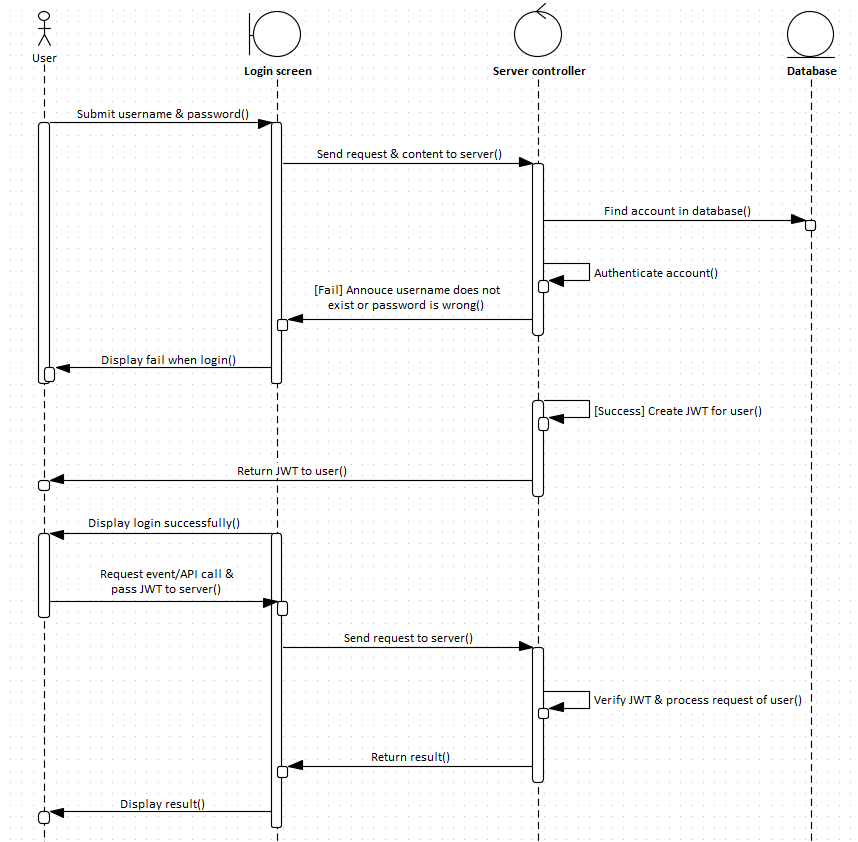 User
Login screen
Server controller
Database
Submit username & password()
Send request & content to server()
Find account in database()
Authenticate account()
[Fail] Annouce username does not
exist or password is wrong()
Display fail when login()
[Success] Create JWT for user()
Return JWT to user()
Display login successfully()
Request event/API call &
pass JWT to server()
Send request to server()
Verify JWT & process request of user()
Return result()
Display result()